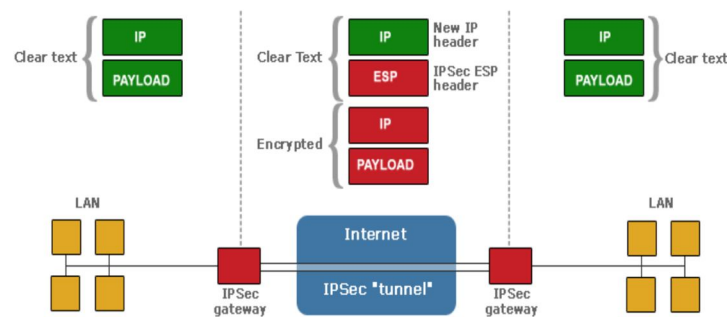 Clear text
IP
PAYLOAD
Clear Text
IP
New IP
header
ESP
IPSec ESP
header
Encrypted
IP
PAYLOAD
IP
PAYLOAD
Clear text
LAN
IPSec
gateway
Internet
IPSec "tunnel"
IPSec
gateway
LAN